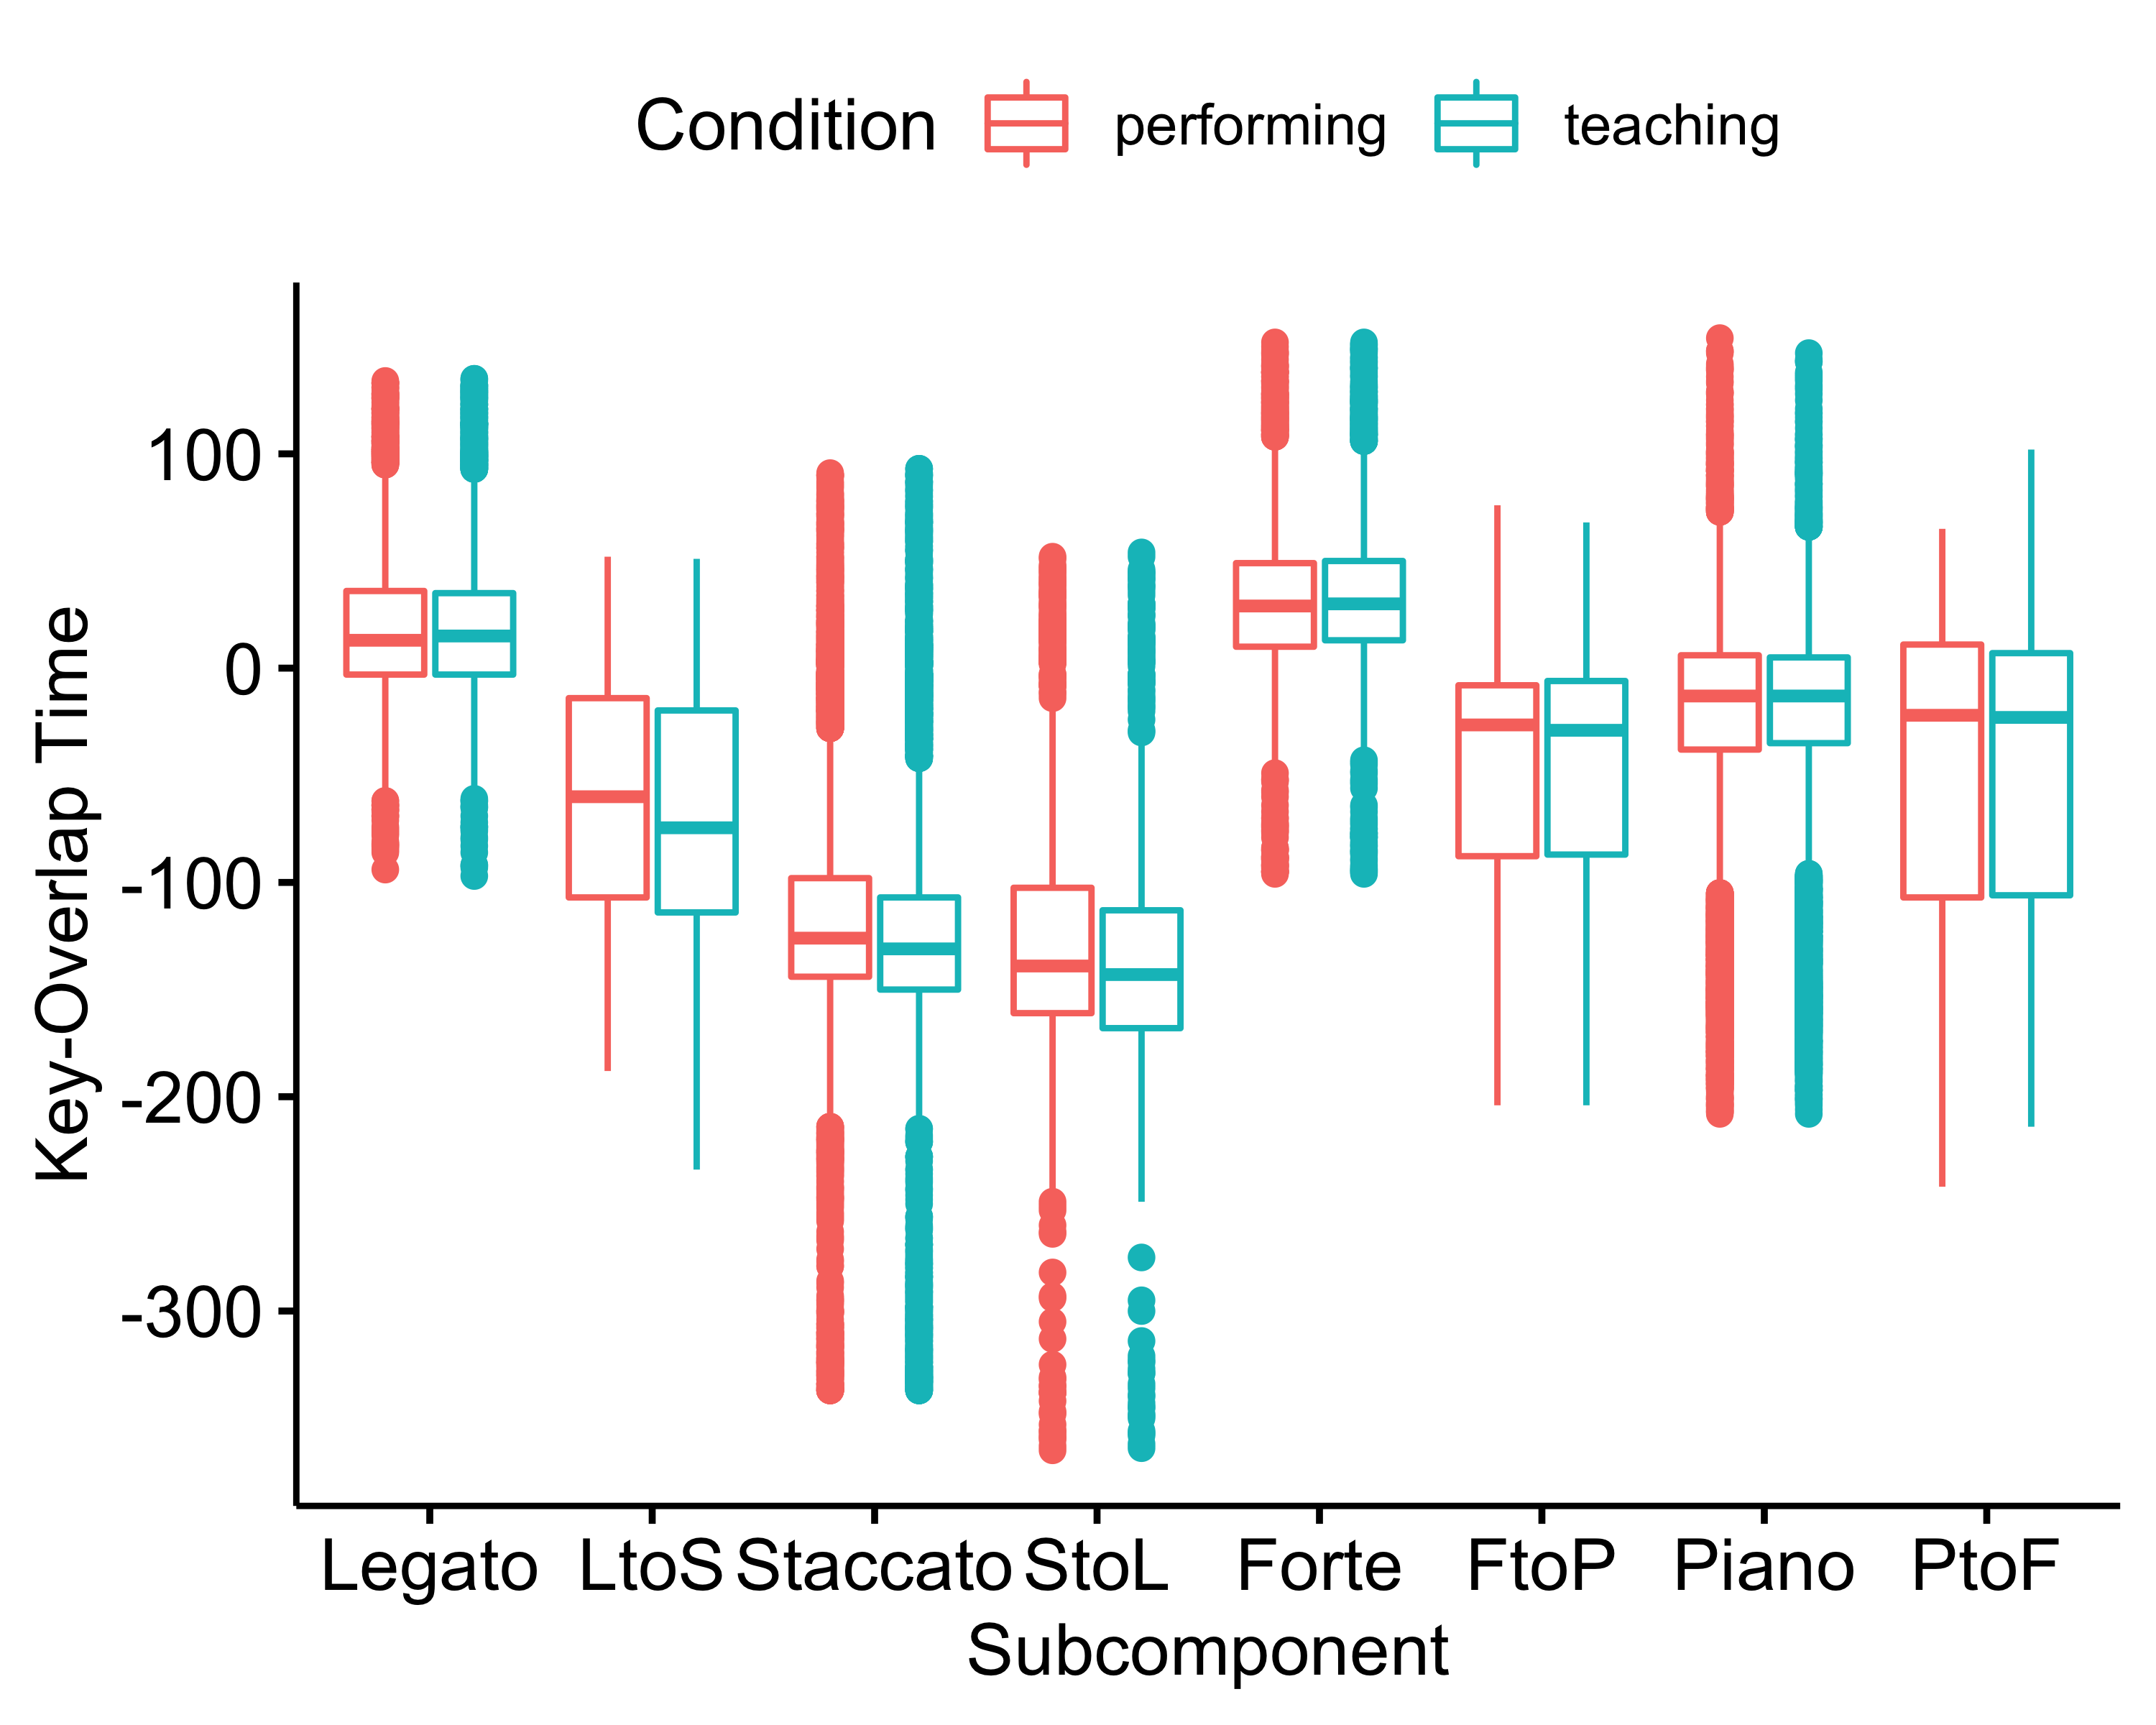 Condition performing teaching
Key-Overlap Time
100
0
-100
-200
-300
Legato LtoS Staccato StoL Forte FtoP Piano PtoF
Subcomponent